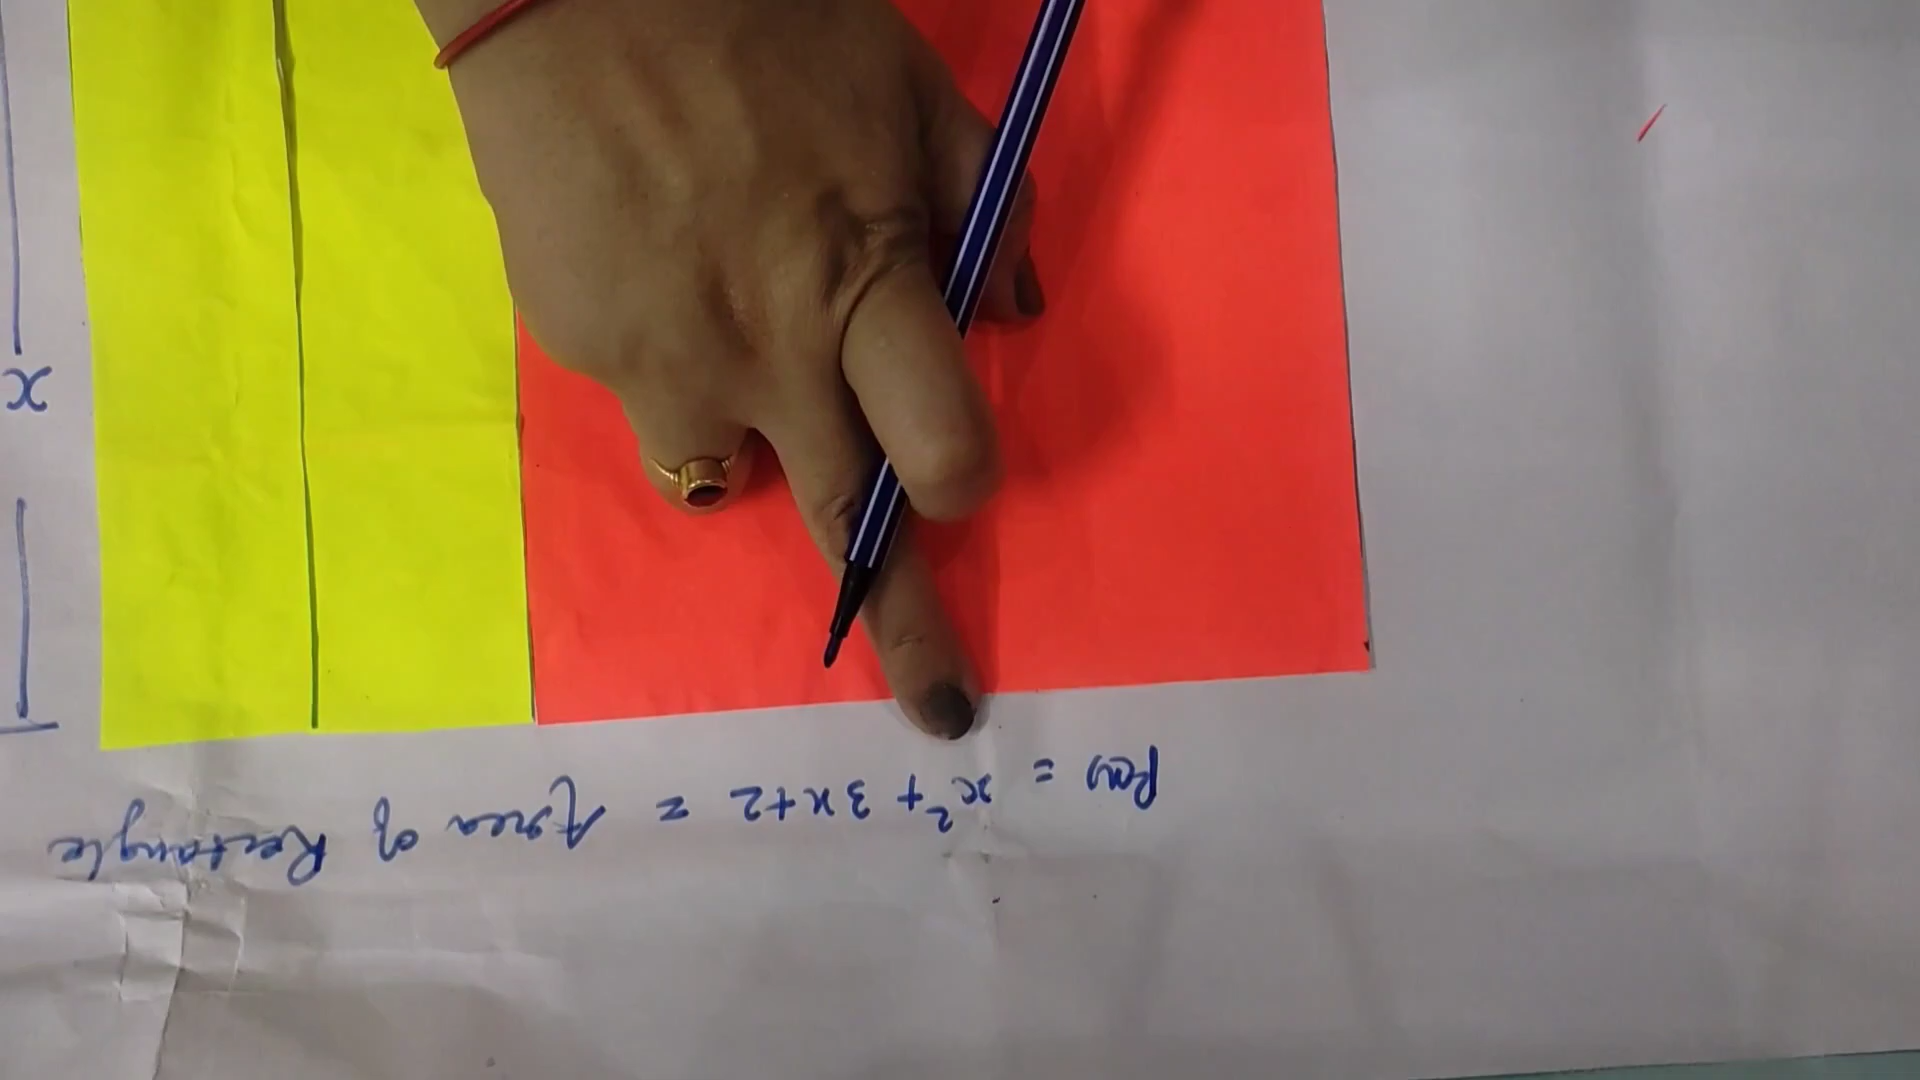 P(x) = x² + 3x+2 = Area of Rectangle
x